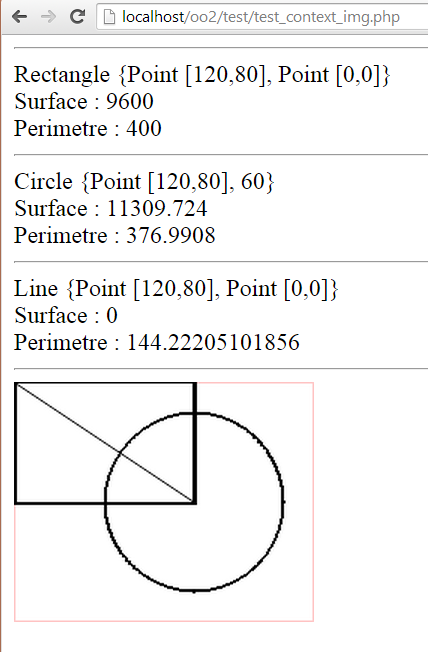 localhost/oo2/test/test_context_img.php
Rectangle {Point [120,80], Point [0,0]}
Surface : 9600
Perimetre : 400
Circle {Point [120,80], 60}
Surface : 11309.724
Perimetre : 376.9908
Line {Point [120,80], Point [0,0]}
Surface : 0
Perimetre : 144.22205101856